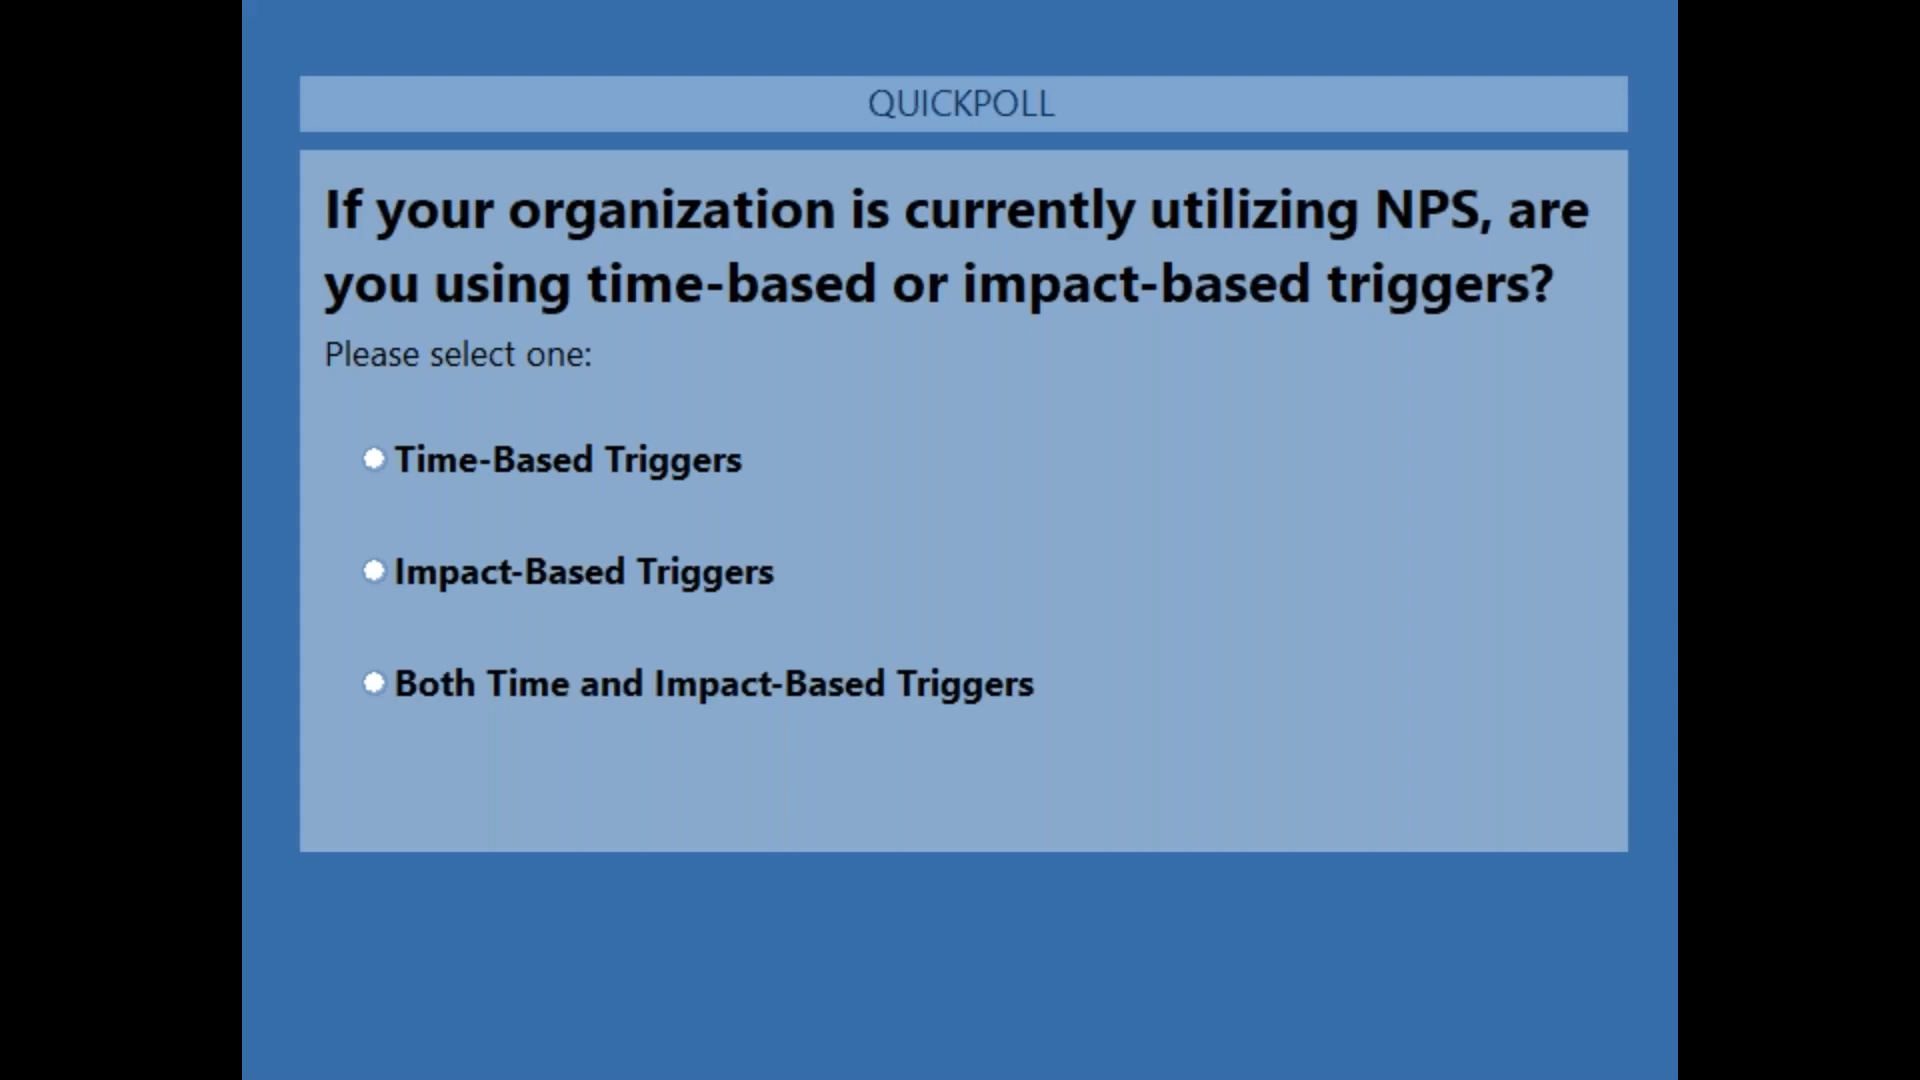 QUICKPOLL
If your organization is currently utilizing NPS, are
you using time-based or impact-based triggers?
Please select one:
Time-Based Triggers
Impact-Based Triggers
Both Time and Impact-Based Triggers